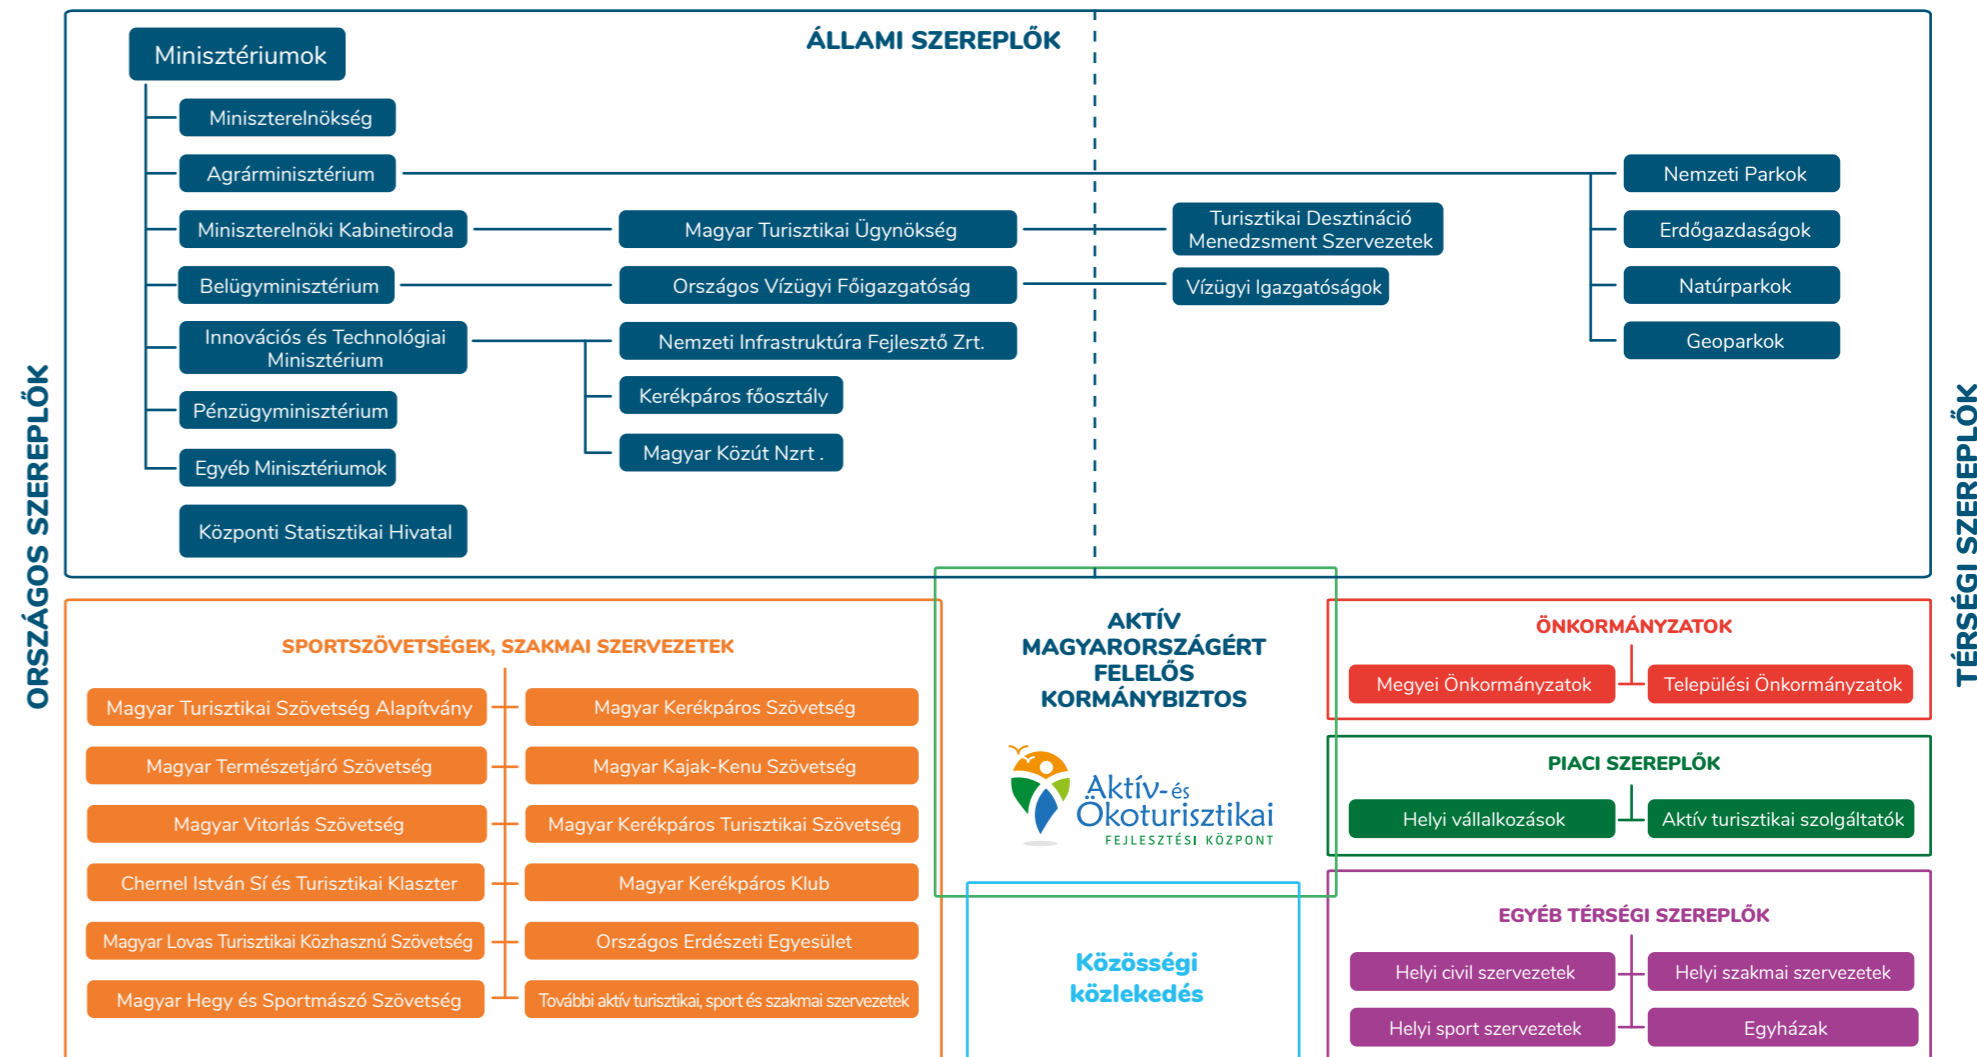 ÁLLAMI SZEREPLŐK
Minisztériumok
Miniszterelnökség
Agrárminisztérium
Nemzeti Parkok
Miniszterelnöki Kabinetiroda
Magyar Turisztikai Ügynökség
Turisztikai Desztináció
Menedzsment Szervezetek
Erdőgazdaságok
Belügyminisztérium
Országos Vízügyi Főigazgatóság
Vízügyi Igazgatóságok
Natúrparkok
Innovációs és Technológiai
Minisztérium
Nemzeti Infrastruktúra Fejlesztő Zrt.
Geoparkok
Kerékpáros főosztály
Pénzügyminisztérium
Magyar Közút Nzrt .
Egyéb Minisztériumok
Központi Statisztikai Hivatal
ORSZÁGOS SZEREPLŐK
TÉRSÉGI SZEREPLŐK
SPORTSZÖVETSÉGEK, SZAKMAI SZERVEZETEK
Magyar Turisztikai Szövetség Alapítvány
Magyar Kerékpáros Szövetség
Magyar Természetjáró Szövetség
Magyar Kajak-Kenu Szövetség
Magyar Vitorlás Szövetség
Magyar Kerékpáros Turisztikai Szövetség
Chernel István Sí és Turisztikai Klaszter
Magyar Kerékpáros Klub
Magyar Lovas Turisztikai Közhasznú Szövetség
Országos Erdészeti Egyesület
Magyar Hegy és Sportmászó Szövetség
További aktív turisztikai, sport és szakmai szervezetek
AKTÍV
MAGYARORSZÁGÉRT
FELELŐS
KORMÁNYBIZTOS
Aktív- és
Ökoturisztikai
FEJLESZTÉSI KÖZPONT
Közösségi
közlekedés
ÖNKORMÁNYZATOK
Megyei Önkormányzatok
Települési Önkormányzatok
PIACI SZEREPLŐK
Helyi vállalkozások
Aktív turisztikai szolgáltatók
EGYÉB TÉRSÉGI SZEREPLŐK
Helyi civil szervezetek
Helyi szakmai szervezetek
Helyi sport szervezetek
Egyházak